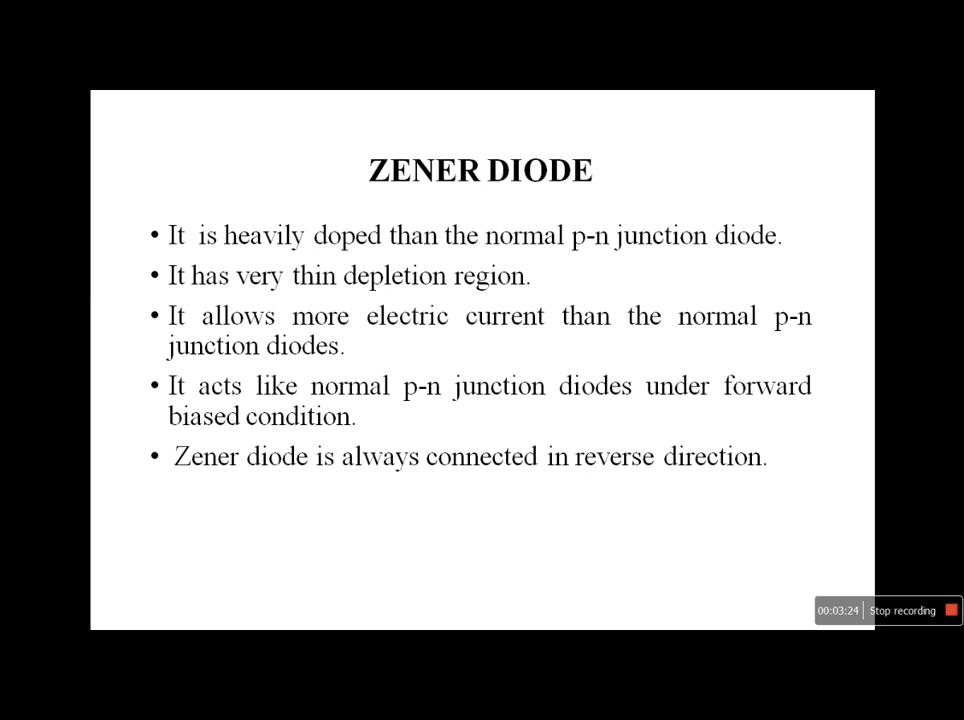 ZENER DIODE
• It is heavily doped than the normal p-n junction diode.
• It has very thin depletion region.
• It allows more electric current than the normal p-n
junction diodes.
• It acts like normal p-n junction diodes under forward
biased condition.
• Zener diode is always connected in reverse direction.
00:03:24 Stop recording